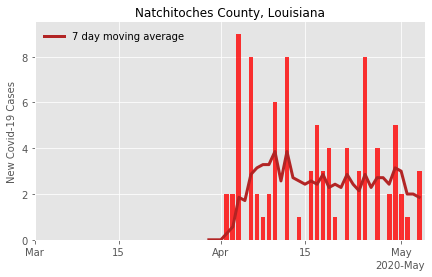 Natchitoches County, Louisiana
7 day moving average
New Covid-19 Cases
8
6
4
2
0
Mar
15
Apr
15
May
2020-May